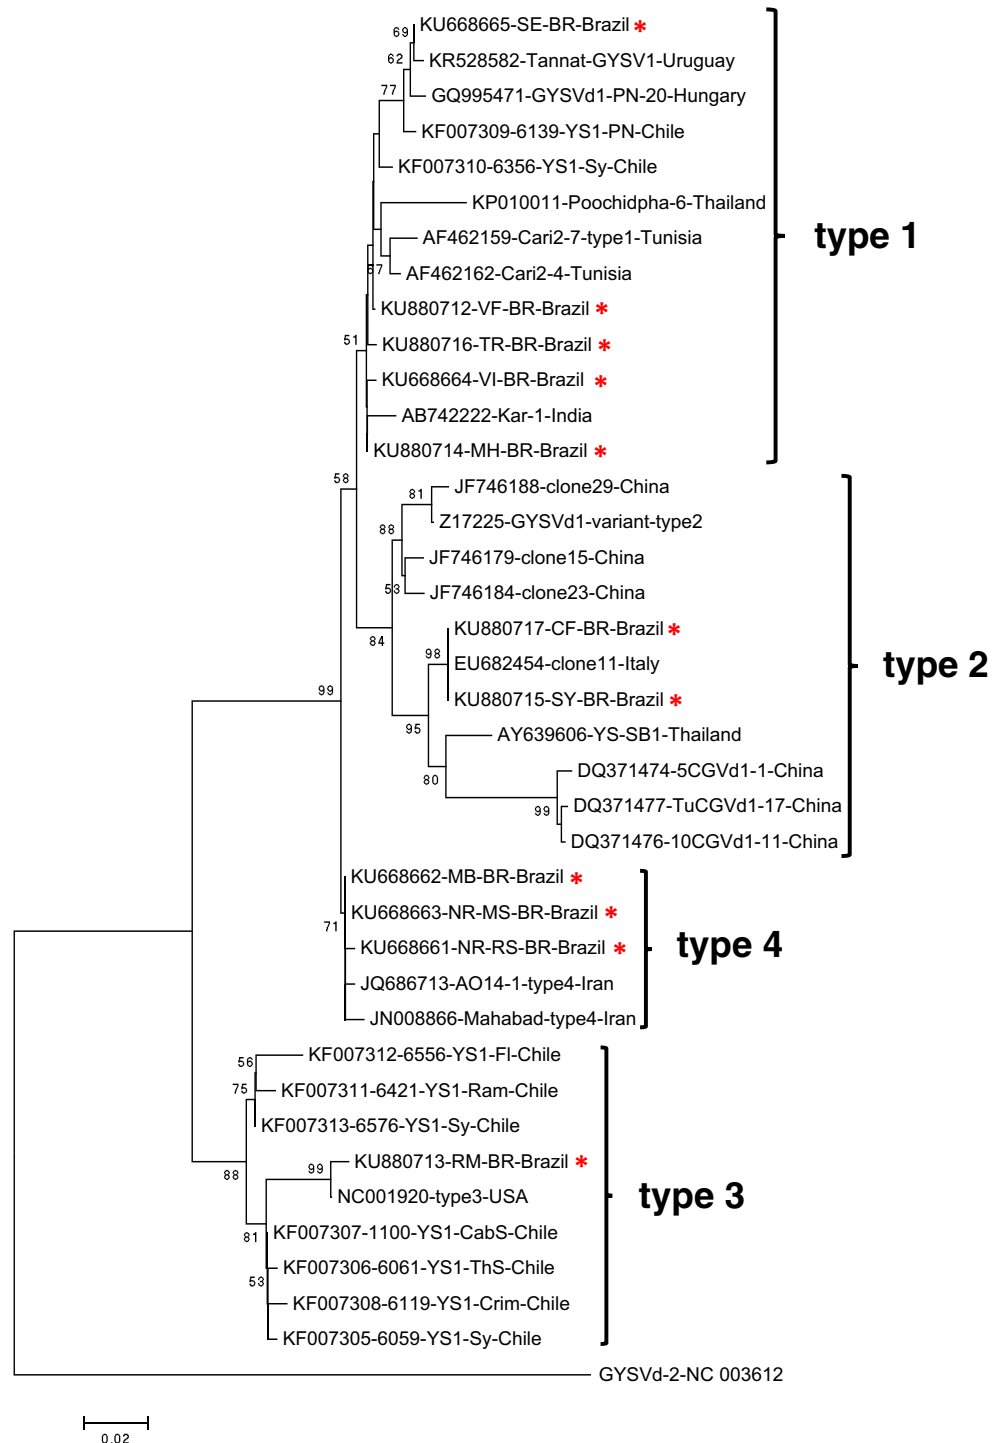 69
KU668665-SE-BR-Brazil *
62
KR528582-Tannat-GYSV1-Uruguay
77
GQ995471-GYSVd1-PN-20-Hungary
KF007309-6139-YS1-PN-Chile
KF007310-6356-YS1-Sy-Chile
KP010011-Poochidpha-6-Thailand
type 1
AF462159-Cari2-7-type1-Tunisia
67
AF462162-Cari2-4-Tunisia
KU880712-VF-BR-Brazil *
51
KU880716-TR-BR-Brazil *
KU668664-VI-BR-Brazil *
AB742222-Kar-1-India
KU880714-MH-BR-Brazil *
58
81
JF746188-clone29-China
88
Z17225-GYSVd1-variant-type2
JF746179-clone15-China
53
JF746184-clone23-China
84
KU880717-CF-BR-Brazil *
98
EU682454-clone11-Italy
type 2
99
KU880715-SY-BR-Brazil *
95
AY639606-YS-SB1-Thailand
80
DQ371474-5CGVd1-1-China
99
DQ371477-TuCGVd1-17-China
DQ371476-10CGVd1-11-China
KU668662-MB-BR-Brazil *
71
KU668663-NR-MS-BR-Brazil *
KU668661-NR-RS-BR-Brazil *
type 4
JQ686713-AO14-1-type4-Iran
JN008866-Mahabad-type4-Iran
56
KF007312-6556-YS1-Fl-Chile
75
KF007311-6421-YS1-Ram-Chile
KF007313-6576-YS1-Sy-Chile
88
99
KU880713-RM-BR-Brazil *
NC001920-type3-USA
type 3
81
KF007307-1100-YS1-CabS-Chile
53
KF007306-6061-YS1-ThS-Chile
KF007308-6119-YS1-Crim-Chile
KF007305-6059-YS1-Sy-Chile
GYSVd-2-NC 003612
0.02